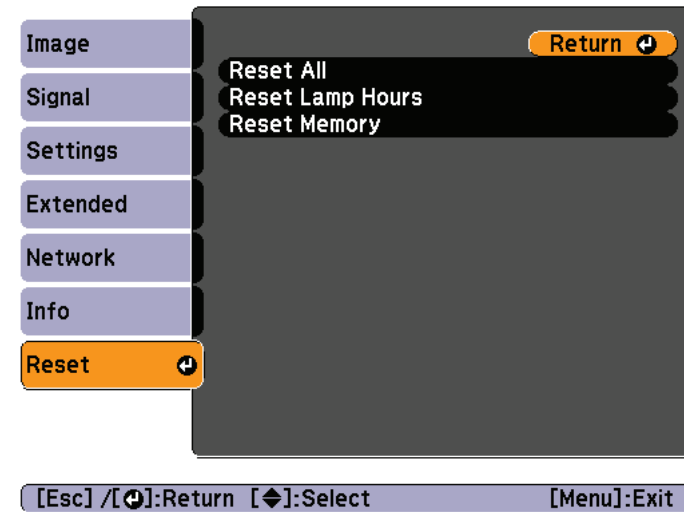 Image
Signal
Settings
Extended
Network
Info
Reset
Return
Reset All
Reset Lamp Hours
Reset Memory
[Esc] /[⏎]:Return [◆]:Select [Menu]:Exit